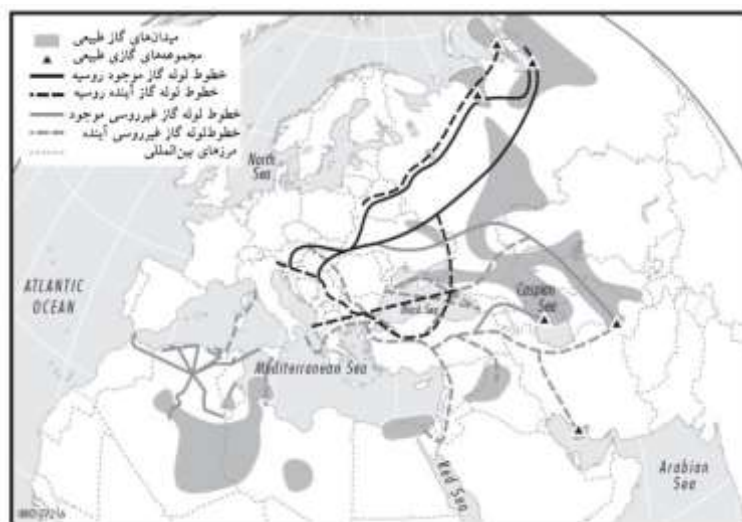 میدان‌های گاز طبیعی
مجموعه‌های گازی طبیعی
خطوط لوله گاز موجود روسیه
خطوط لوله گاز آینده روسیه
خطوط لوله گاز غیرروسی موجود
خطوط لوله گاز غیرروسی آینده
مرزهای بین‌المللی
North
Sea
ATLANTIC
OCEAN
Caspian
Sea
Black Sea
Mediterranean Sea
Red Sea
Arabian
Sea